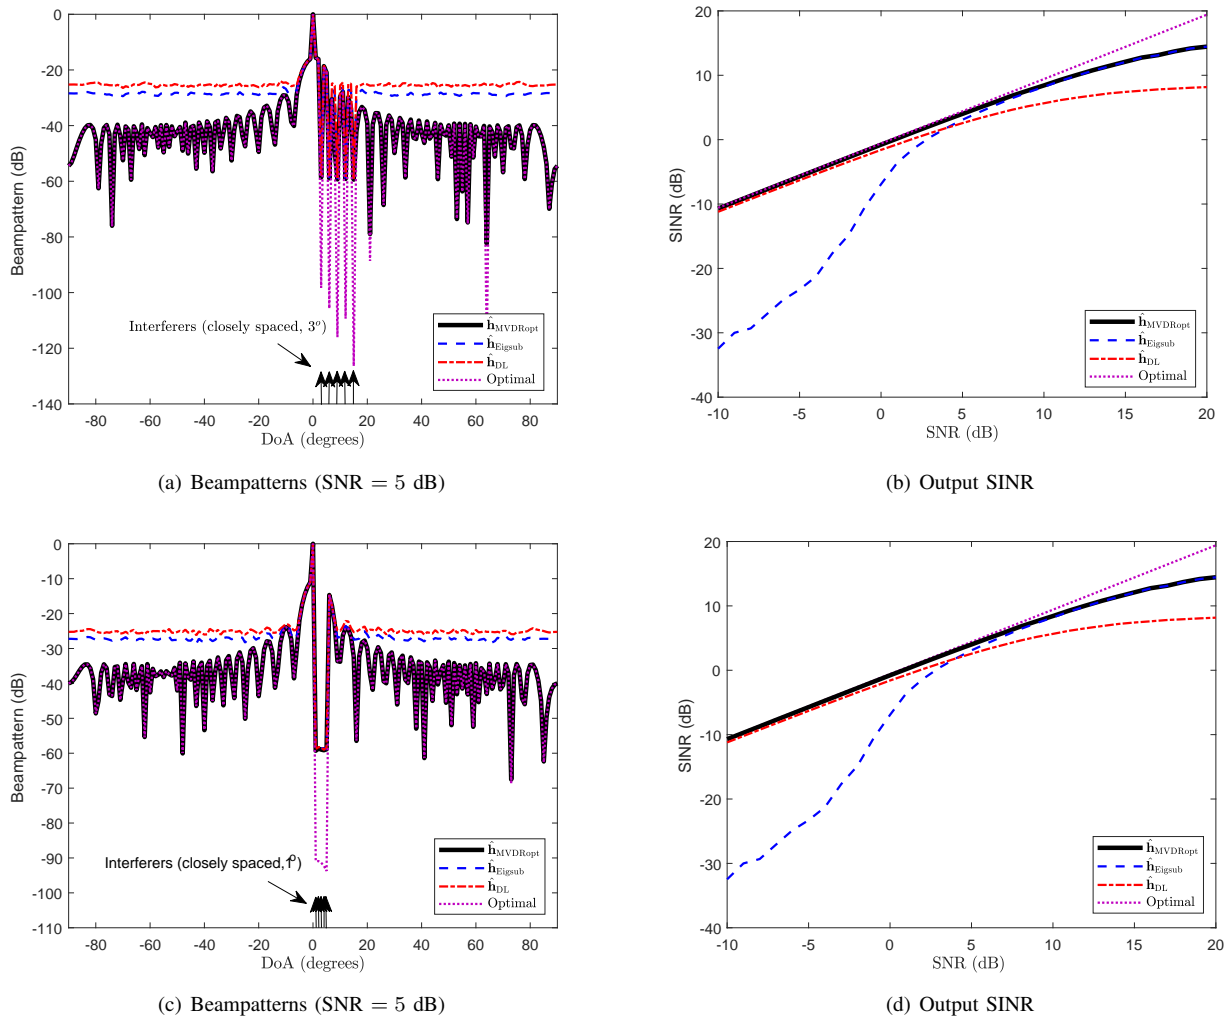 0
-20
-40
-60
-80
-100
-120
-140
Beampattern (dB)
Interferers (closely spaced, 3°)
ĥMVDRopt
ĥEigsub
ĥDL
Optimal
-80 -60 -40 -20 0 20 40 60 80
DoA (degrees)
(a) Beampatterns (SNR = 5 dB)
20
10
0
-10
-20
-30
-40
SINR (dB)
ĥMVDRopt
ĥEigsub
ĥDL
Optimal
-10 -5 0 5 10 15 20
SNR (dB)
(b) Output SINR
0
-10
-20
-30
-40
-50
-60
-70
-80
-90
-100
-110
Beampattern (dB)
Interferers (closely spaced, 1°)
ĥMVDRopt
ĥEigsub
ĥDL
Optimal
-80 -60 -40 -20 0 20 40 60 80
DoA (degrees)
(c) Beampatterns (SNR = 5 dB)
20
10
0
-10
-20
-30
-40
SINR (dB)
ĥMVDRopt
ĥEigsub
ĥDL
Optimal
-10 -5 0 5 10 15 20
SNR (dB)
(d) Output SINR